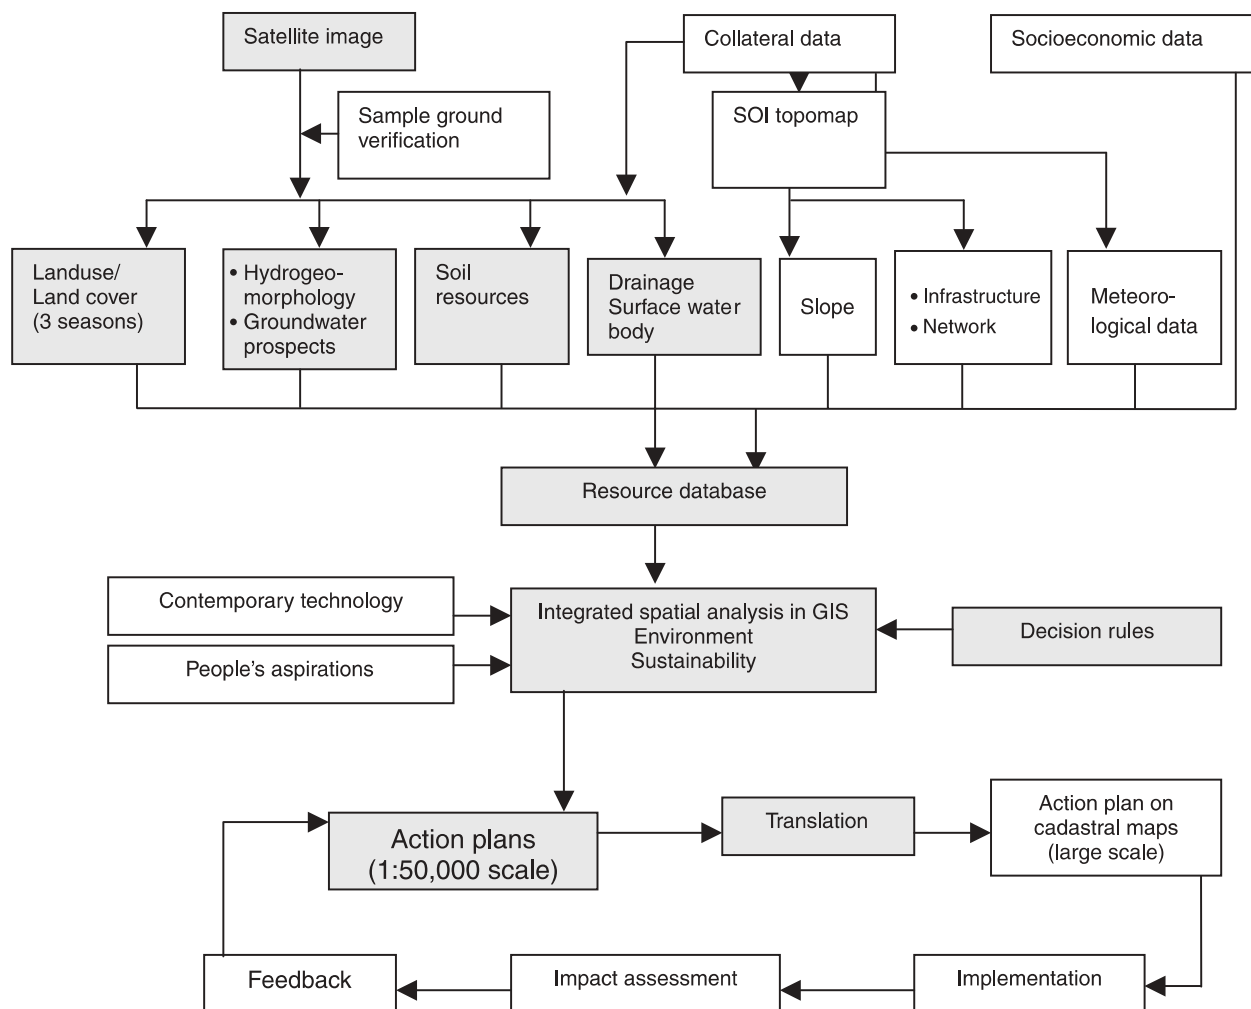 Satellite image
Collateral data
Socioeconomic data
Sample ground
verification
SOI topomap
Landuse/
Land cover
(3 seasons)
• Hydrogeo-
morphology
• Groundwater
prospects
Soil
resources
Drainage
Surface water
body
Slope
• Infrastructure
• Network
Meteoro-
logical data
Resource database
Contemporary technology
People's aspirations
Integrated spatial analysis in GIS
Environment
Sustainability
Decision rules
Action plans
(1:50,000 scale)
Translation
Action plan on
cadastral maps
(large scale)
Feedback
Impact assessment
Implementation